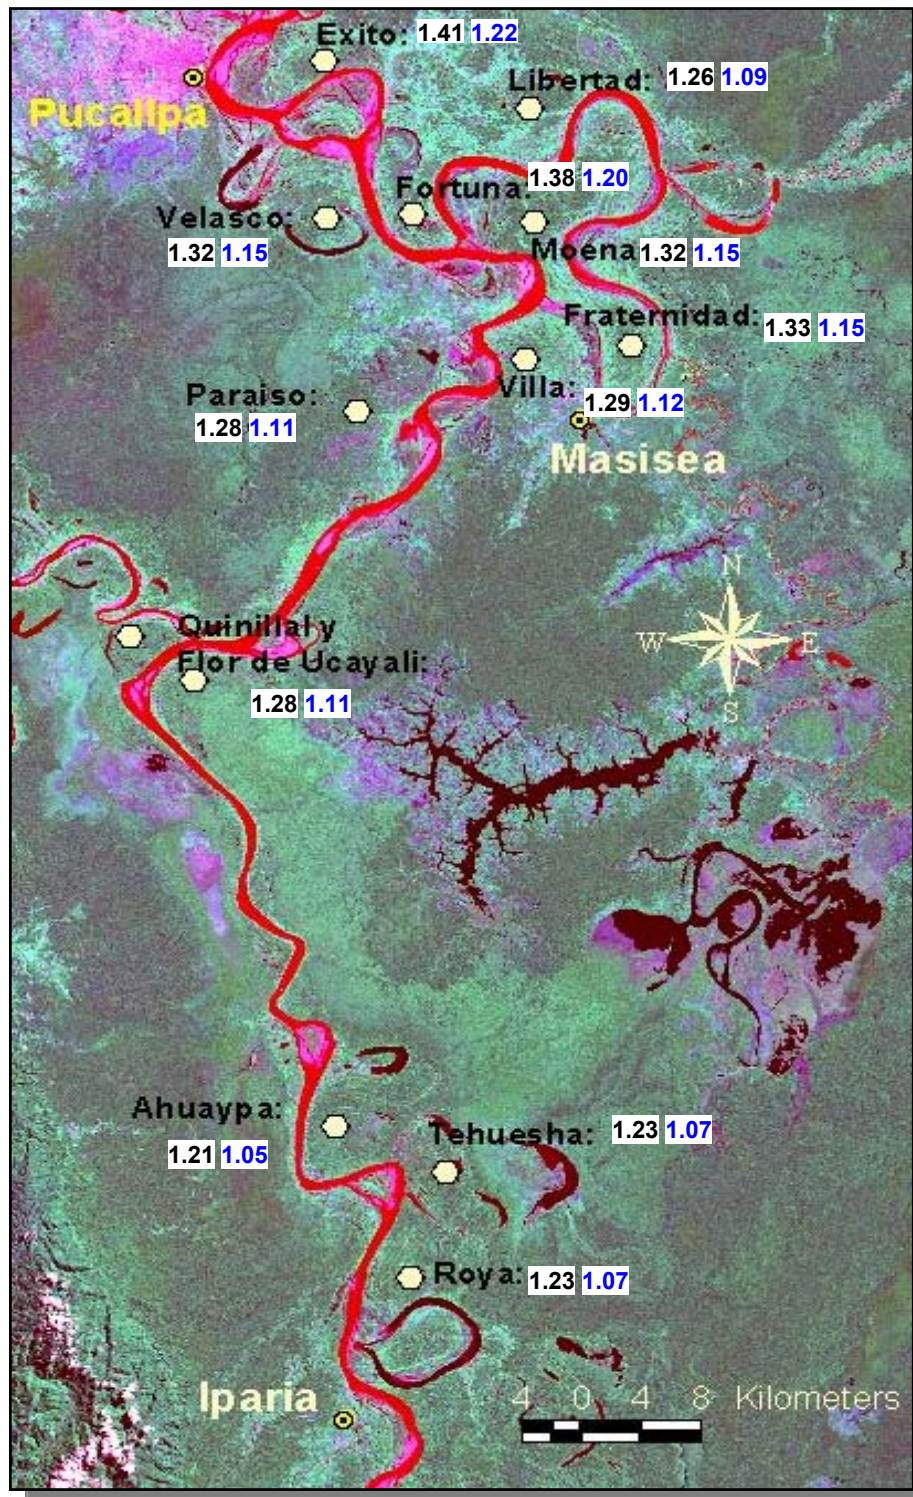 Exito: 1.41 1.22
Libertad: 1.26 1.09
Pucallpa
Fortuna: 1.38 1.20
Velasco:
1.32 1.15
Moena 1.32 1.15
Fraternidad: 1.33 1.15
Villa: 1.29 1.12
Paraiso:
1.28 1.11
Masisea
N
W E
S
Quinillal y
Flor de Ucayali:
1.28 1.11
Ahuaypa:
1.21 1.05
Tehuesha: 1.23 1.07
Roya: 1.23 1.07
Iparia
4 0 4 8 Kilometers